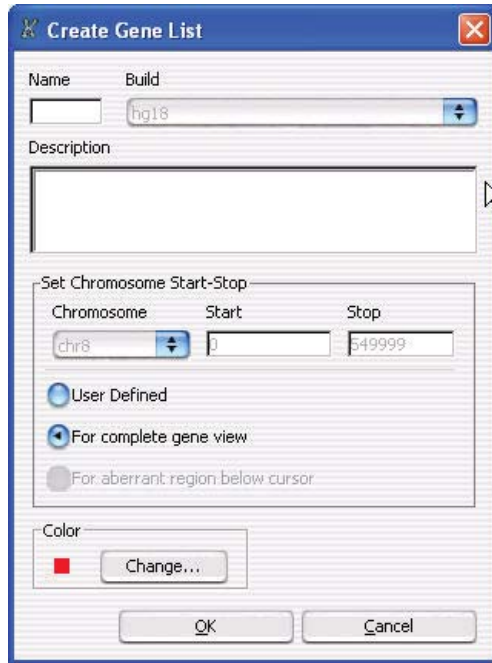 Create Gene List
Name Build
hg18
Description
Set Chromosome Start-Stop
Chromosome Start Stop
chr8 0 549999
User Defined
For complete gene view
For aberrant region below cursor
Color
Change...
OK Cancel